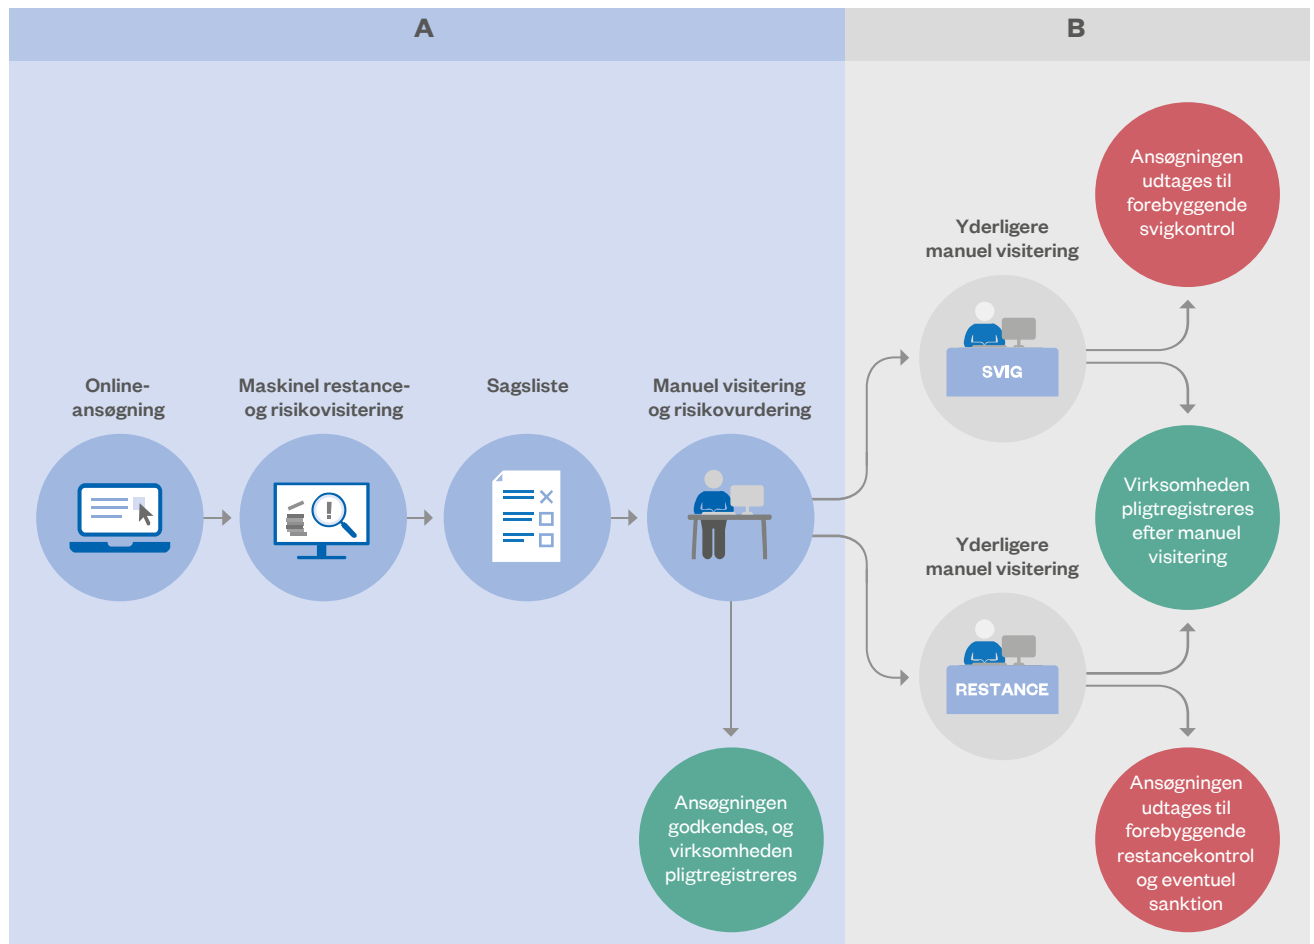 A
B
Online-
ansøgning
Maskinel restance-
og risikovisitering
Sagsliste
Manuel visitering
og risikovurdering
Ansøgningen
godkendes, og
virksomheden
pligtregistreres
Yderligere
manuel visitering
SVIG
Yderligere
manuel visitering
RESTANCE
Ansøgningen
udtages til
forebyggende
svigkontrol
Virksomheden
pligtregistreres
efter manuel
visitering
Ansøgningen
udtages til
forebyggende
restancekontrol
og eventuel
sanktion